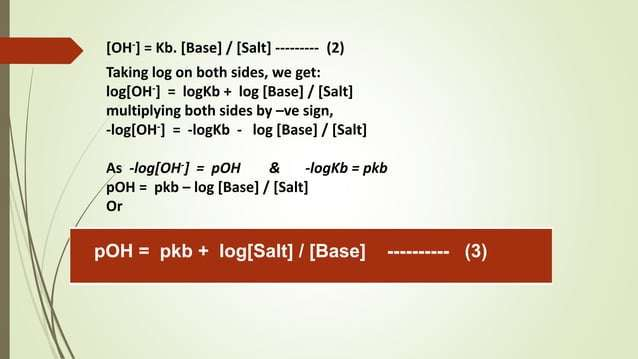 [OH-] = Kb. [Base] / [Salt] --------- (2)
Taking log on both sides, we get:
log[OH-] = logKb + log [Base] / [Salt]
multiplying both sides by –ve sign,
-log[OH-] = -logKb - log [Base] / [Salt]
As -log[OH-] = pOH & -logKb = pkb
pOH = pkb – log [Base] / [Salt]
Or
pOH = pkb + log[Salt] / [Base] ---------- (3)